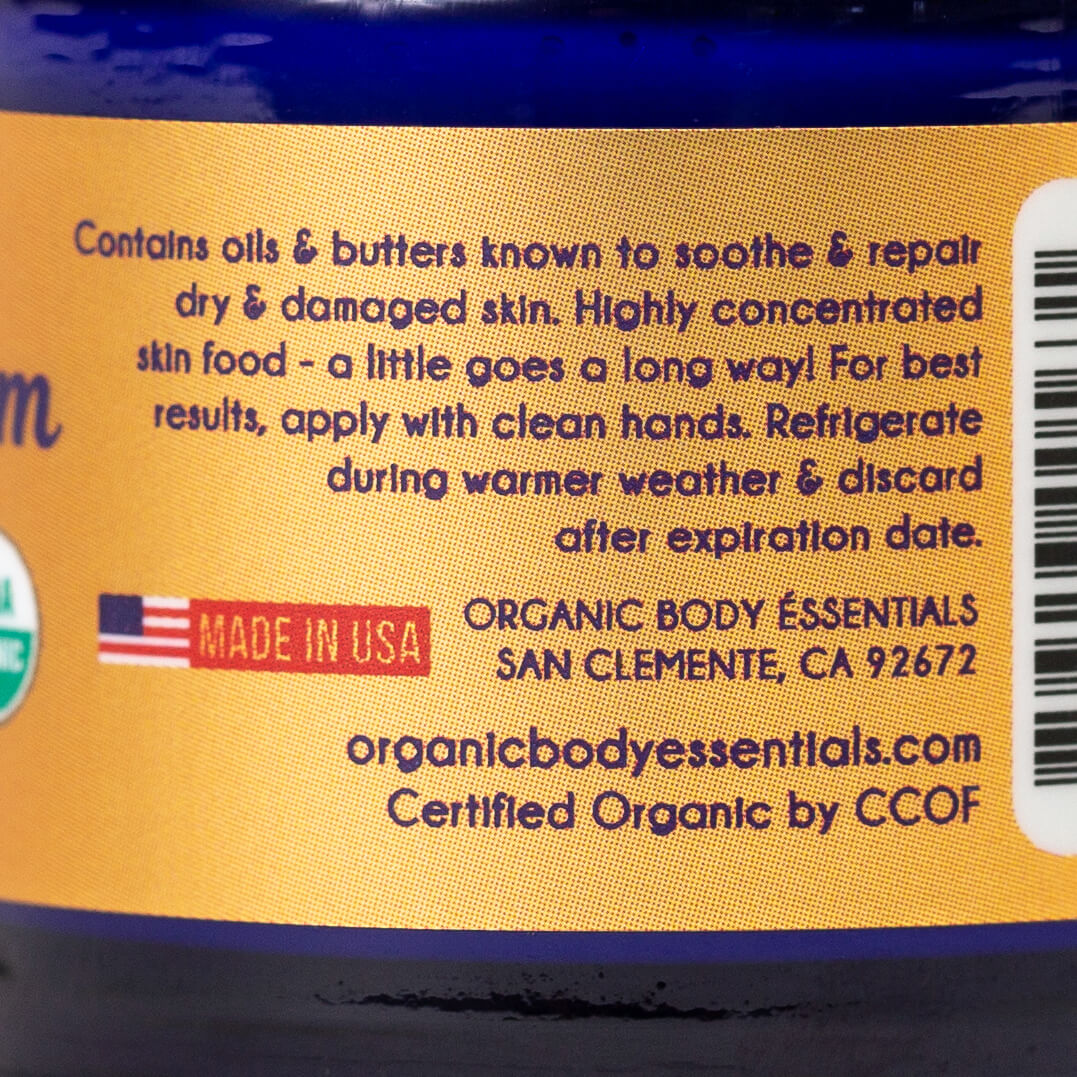 Contains oils & butters known to soothe & repair
dry & damaged skin. Highly concentrated
skin food - a little goes a long way! For best
results, apply with clean hands. Refrigerate
during warmer weather & discard
after expiration date.
MADE IN USA
ORGANIC BODY ÉSSENTIALS
SAN CLEMENTE, CA 92672
organicbodyessentials.com
Certified Organic by CCOF